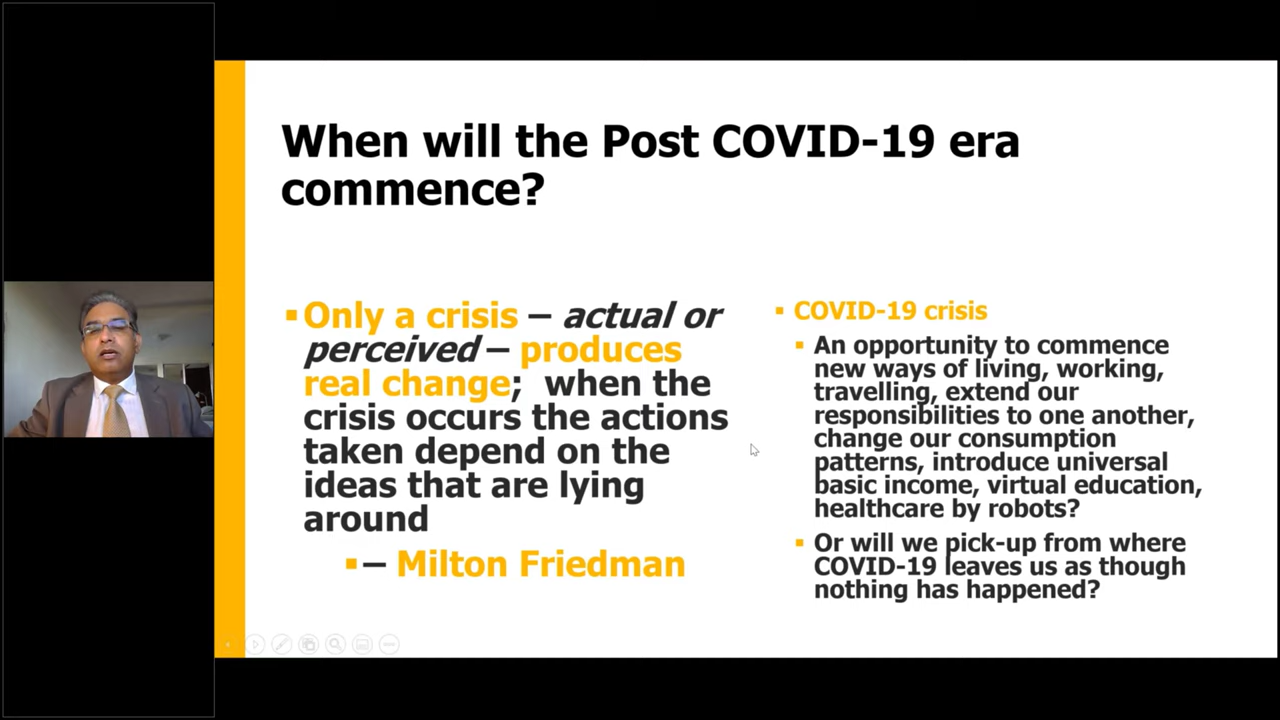 When will the Post COVID-19 era
commence?
▪Only a crisis – actual or
perceived – produces
real change; when the
crisis occurs the actions
taken depend on the
ideas that are lying
around
▪– Milton Friedman
▪ COVID-19 crisis
▪ An opportunity to commence
new ways of living, working,
travelling, extend our
responsibilities to one another,
change our consumption
patterns, introduce universal
basic income, virtual education,
healthcare by robots?
▪ Or will we pick-up from where
COVID-19 leaves us as though
nothing has happened?